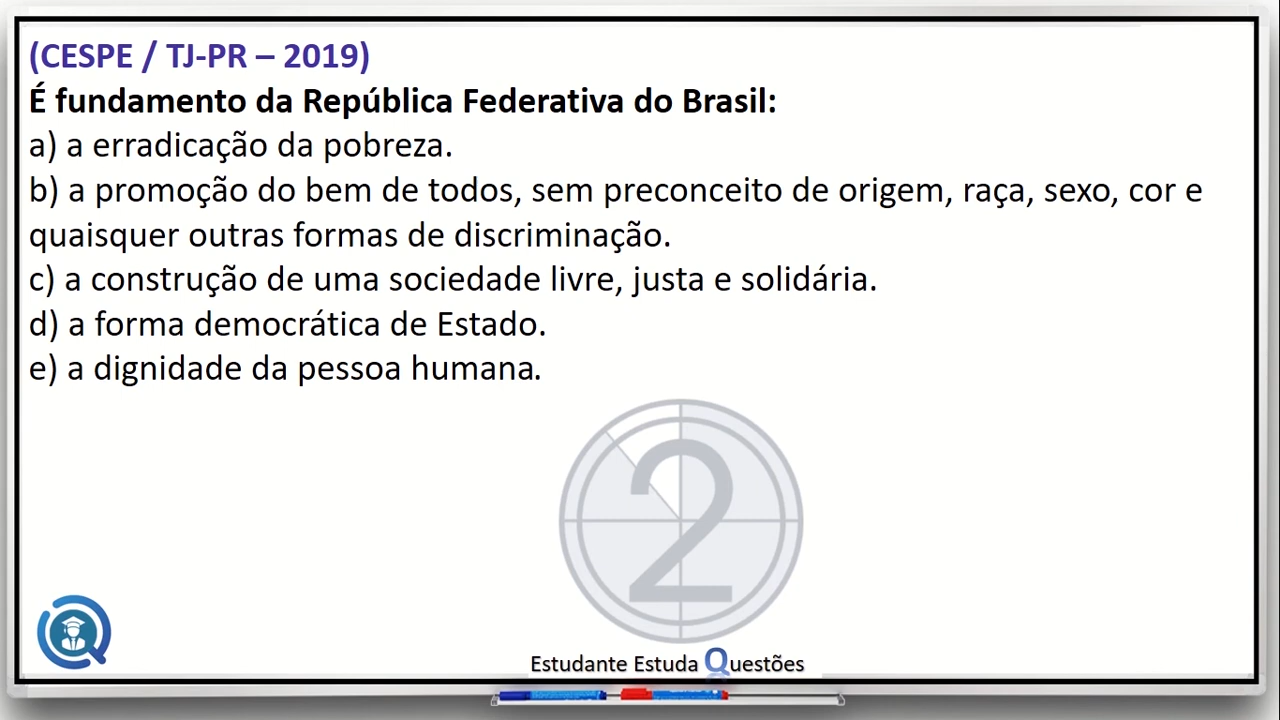 (CESPE / TJ-PR – 2019)
É fundamento da República Federativa do Brasil:
a) a erradicação da pobreza.
b) a promoção do bem de todos, sem preconceito de origem, raça, sexo, cor e
quaisquer outras formas de discriminação.
c) a construção de uma sociedade livre, justa e solidária.
d) a forma democrática de Estado.
e) a dignidade da pessoa humana.
2
Estudante Estuda Questões